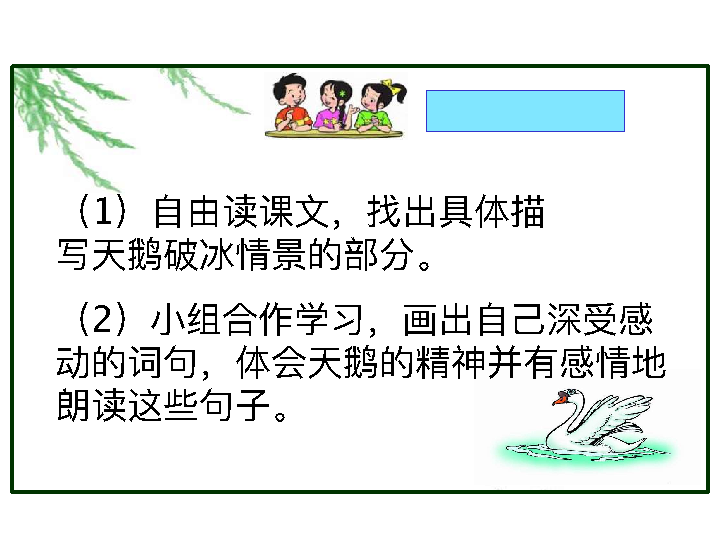 （1）自由读课文，找出具体描
写天鹅破冰情景的部分。
（2）小组合作学习，画出自己深受感
动的词句，体会天鹅的精神并有感情地
朗读这些句子。